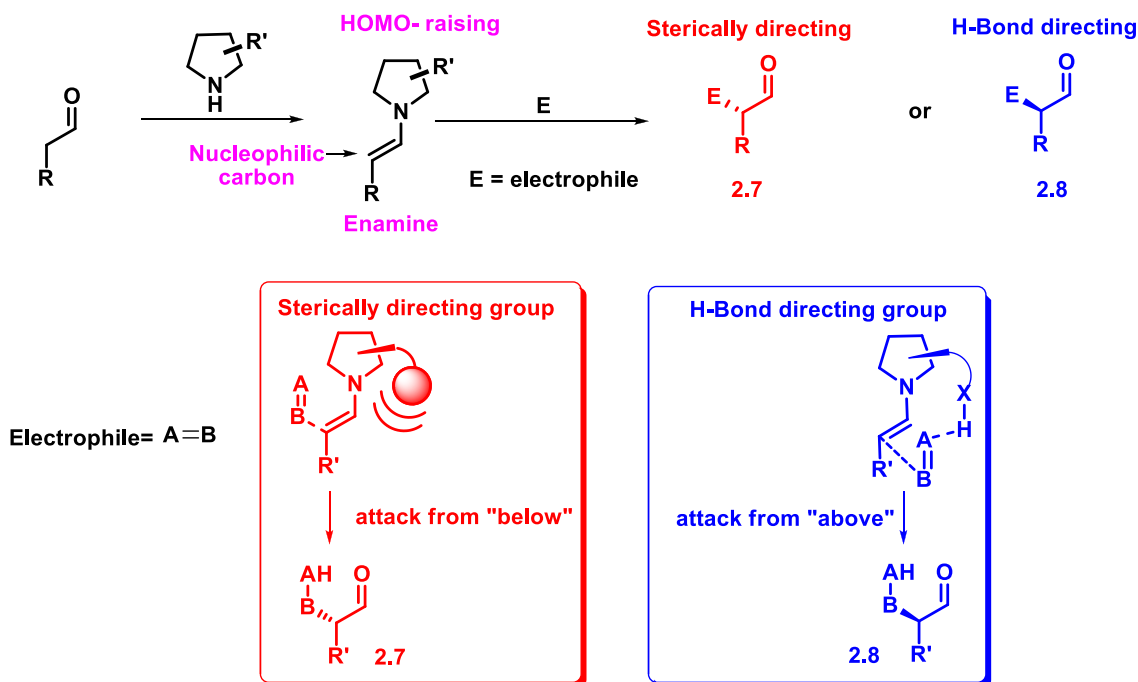 HOMO- raising
Sterically directing
H-Bond directing
R'
N
H
O
R
R'
N
R
Nucleophilic
carbon
Enamine
E
E = electrophile
O
E
R
2.7
or
O
E
R
2.8
Electrophile= A=B
Sterically directing group
N
A
B
R'
attack from "below"
AH
O
B
R'
2.7
H-Bond directing group
N
X
H
A
B
R'
attack from "above"
AH
O
B
R'
2.8